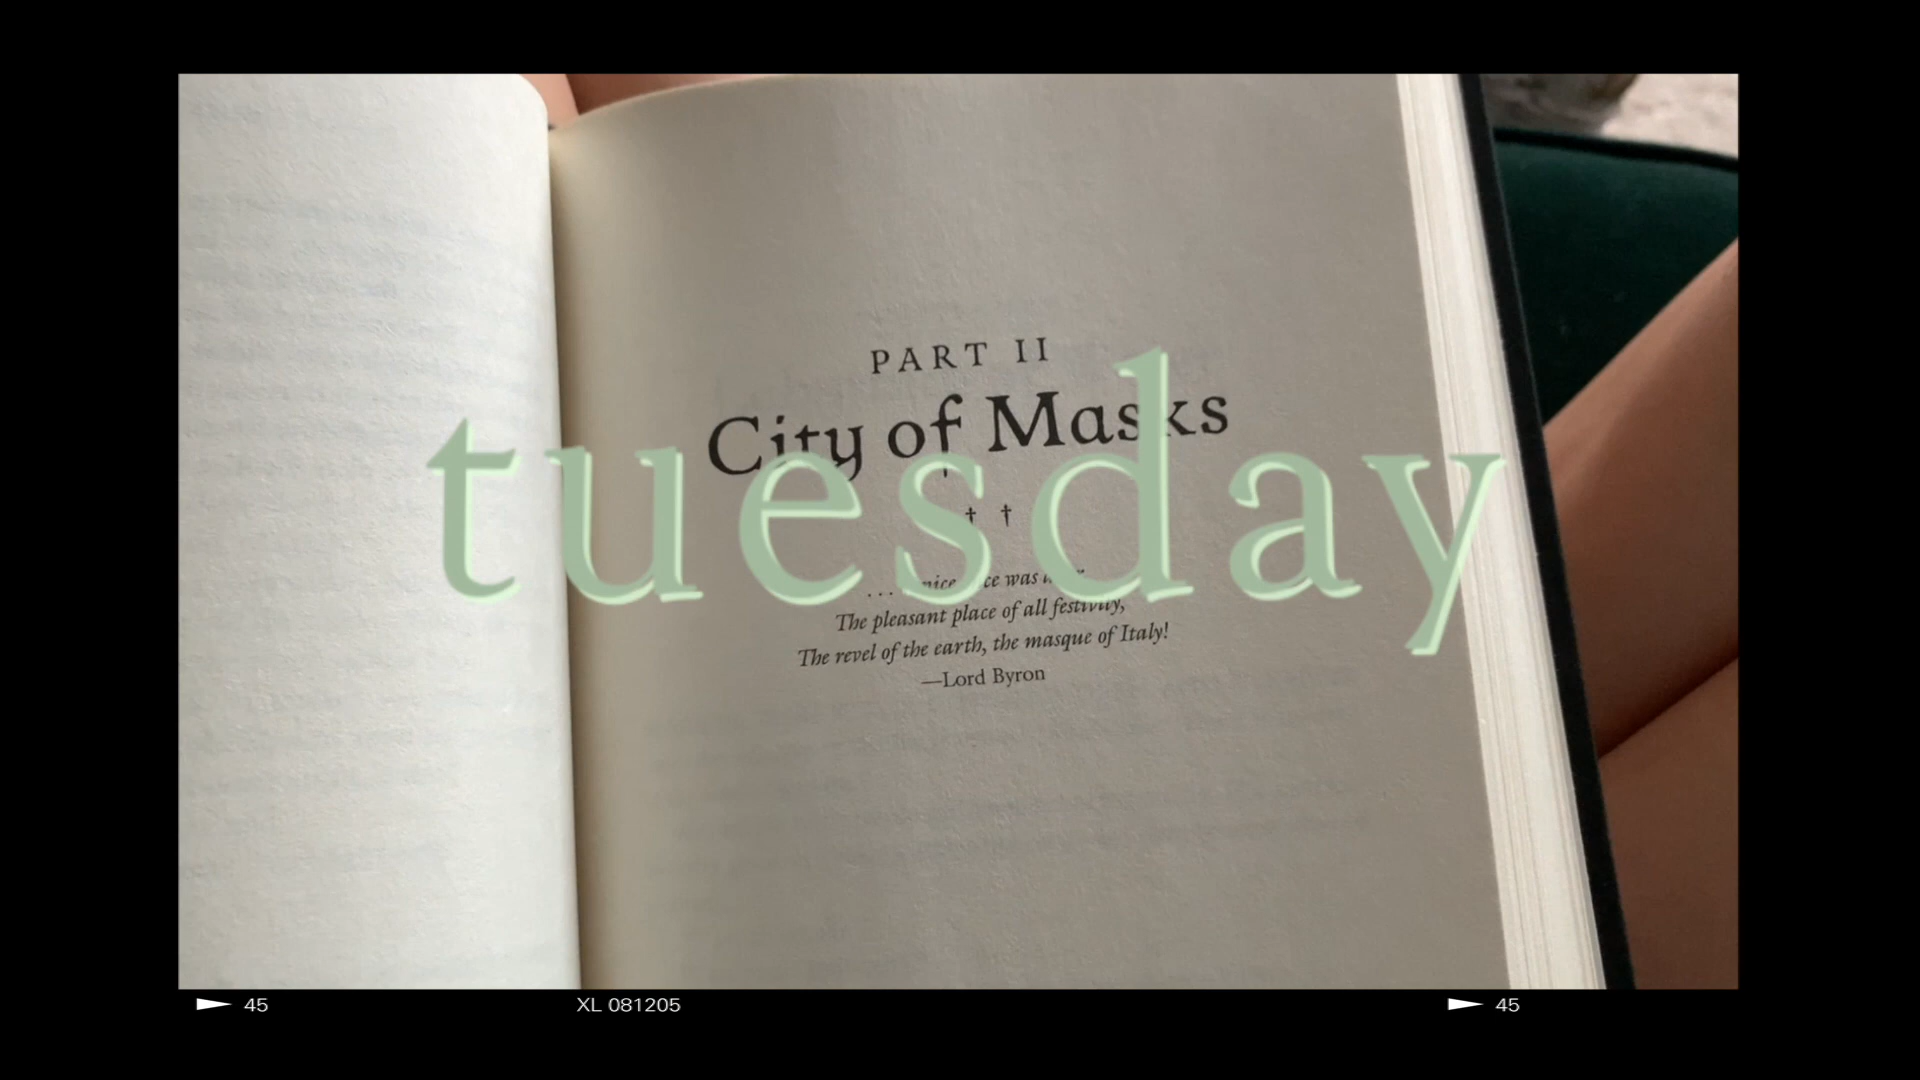 PART II
City of Masks
tuesday
† †
... was
The pleasant place of all festivity,
The revel of the earth, the masque of Italy!
—Lord Byron
45 XL 081205 45